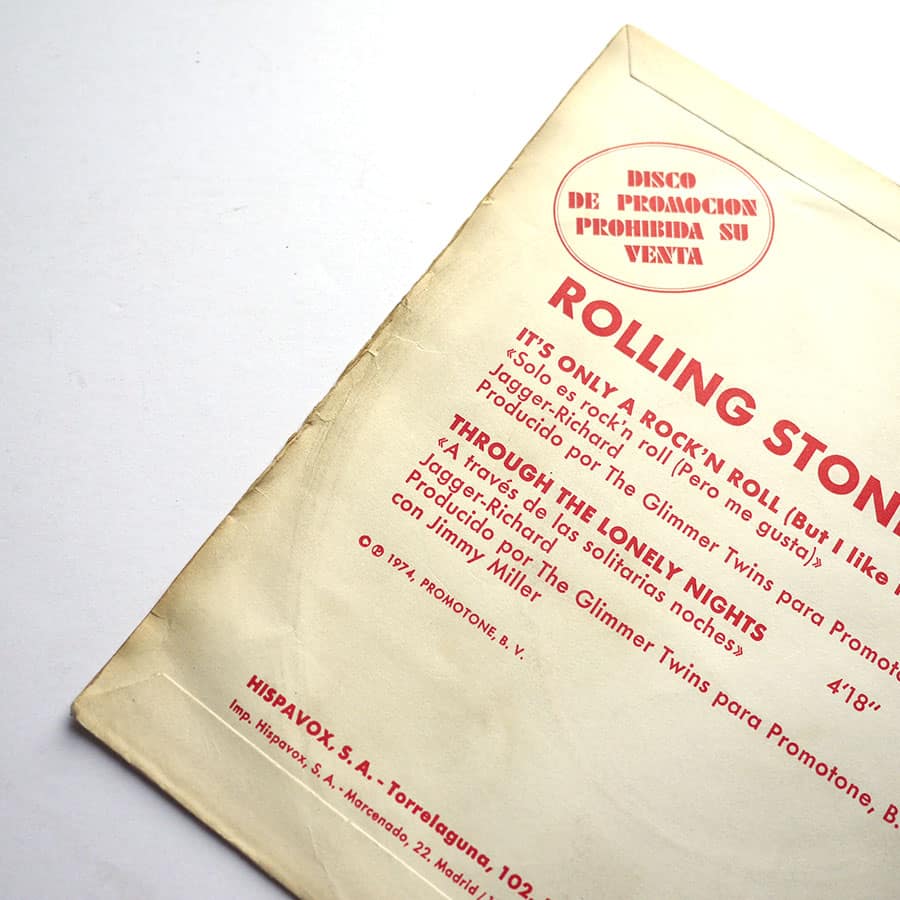 DISCO
DE PROMOCION
PROHIBIDA SU
VENTA
ROLLING STON
IT'S ONLY A ROCK'N ROLL (But I like
«Solo es rock'n roll (Pero me gusta)»
Jagger-Richard
Producido por The Glimmer Twins para Promoto
THROUGH THE LONELY NIGHTS
«A través de las solitarias noches»
Jagger-Richard 4'18"
Producido por The Glimmer Twins para Promotone, B.
con Jimmy Miller
© ℗ 1974, PROMOTONE, B. V.
HISPAVOX, S. A. - Torrelaguna, 102.
Imp. Hispavox, S. A. - Marcenado, 22. Madrid /